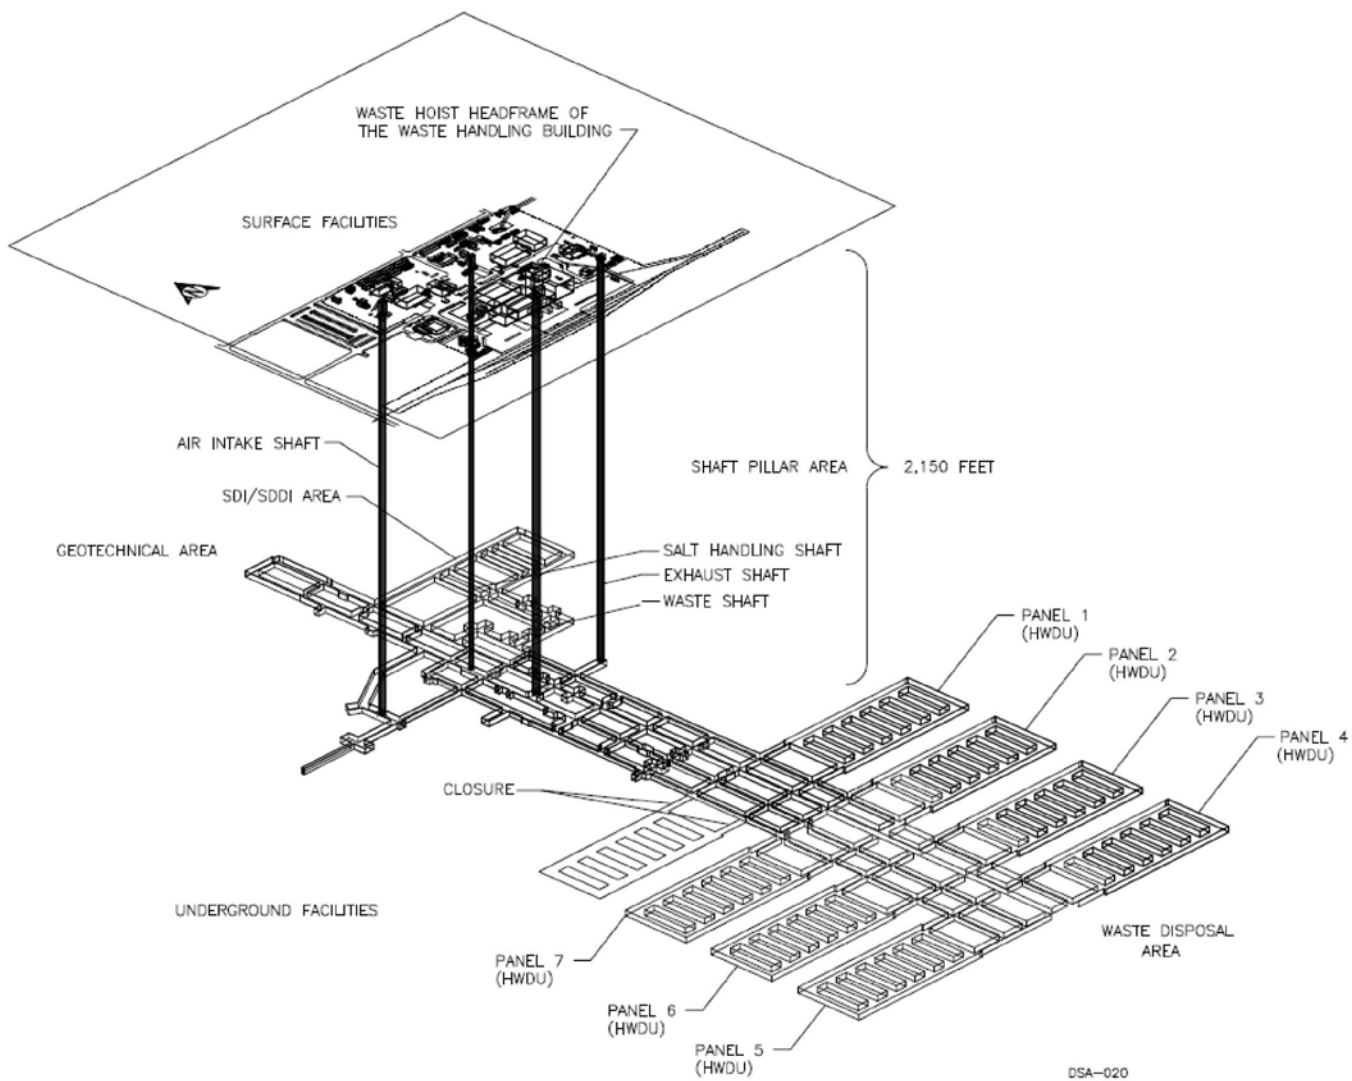 WASTE HOIST HEADFRAME OF
THE WASTE HANDLING BUILDING
SURFACE FACILITIES
N
AIR INTAKE SHAFT
SHAFT PILLAR AREA
2,150 FEET
SDI/SDDI AREA
GEOTECHNICAL AREA
SALT HANDLING SHAFT
EXHAUST SHAFT
WASTE SHAFT
PANEL 1
(HWDU)
PANEL 2
(HWDU)
PANEL 3
(HWDU)
PANEL 4
(HWDU)
CLOSURE
UNDERGROUND FACILITIES
WASTE DISPOSAL
AREA
PANEL 7
(HWDU)
PANEL 6
(HWDU)
PANEL 5
(HWDU)
DSA-020